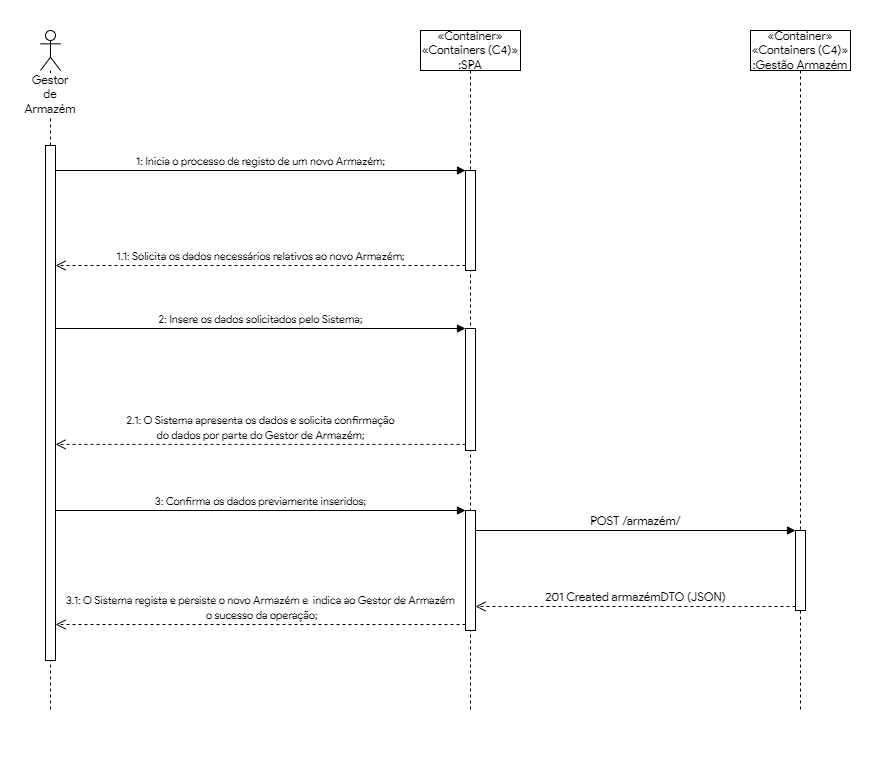 Gestor
de
Armazém
«Container»
«Containers (C4)»
:SPA
«Container»
«Containers (C4)»
:Gestão Armazém
1: Inicia o processo de registo de um novo Armazém;
1.1: Solicita os dados necessários relativos ao novo Armazém;
2: Insere os dados solicitados pelo Sistema;
2.1: O Sistema apresenta os dados e solicita confirmação
do dados por parte do Gestor de Armazém;
3: Confirma os dados previamente inseridos;
POST /armazém/
201 Created armazémDTO (JSON)
3.1: O Sistema regista e persiste o novo Armazém e indica ao Gestor de Armazém
o sucesso da operação;